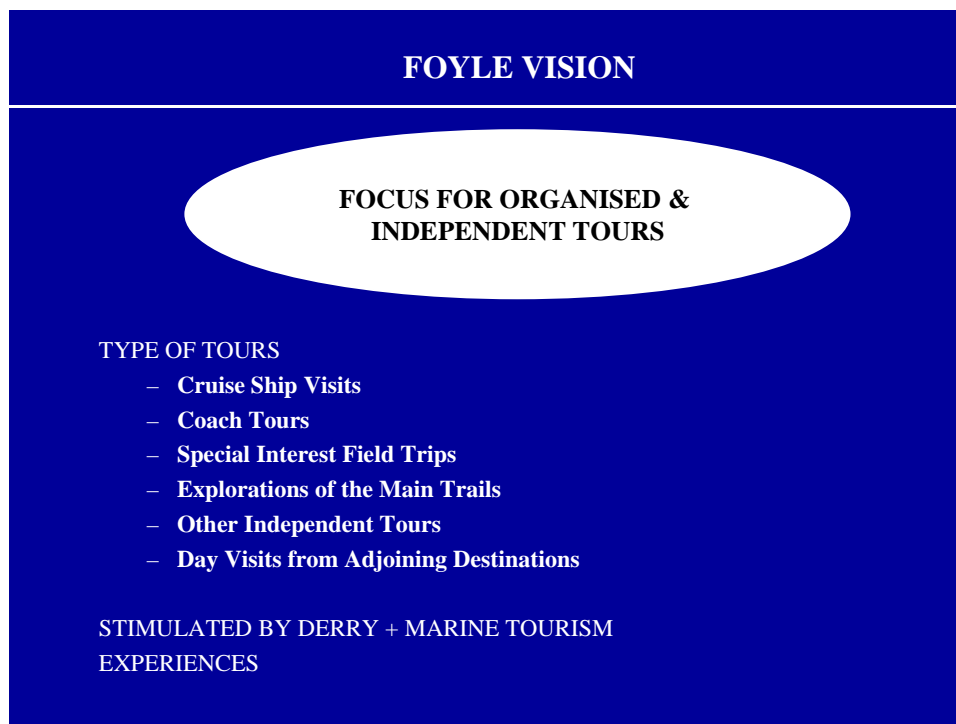 FOYLE VISION
FOCUS FOR ORGANISED &
INDEPENDENT TOURS
TYPE OF TOURS
– Cruise Ship Visits
– Coach Tours
– Special Interest Field Trips
– Explorations of the Main Trails
– Other Independent Tours
– Day Visits from Adjoining Destinations
STIMULATED BY DERRY + MARINE TOURISM
EXPERIENCES